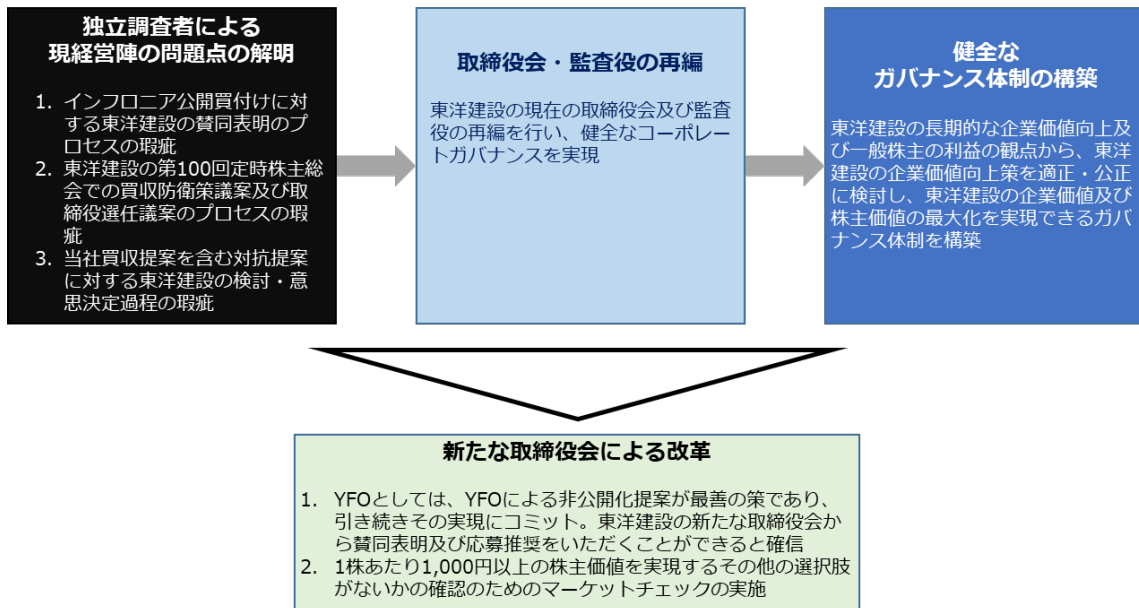 独立調査者による
現経営陣の問題点の解明
1. インフロニア公開買付けに対
する東洋建設の賛同表明のプ
ロセスの瑕疵
2. 東洋建設の第100回定時株主総
会での買収防衛策議案及び取
締役選任議案のプロセスの瑕
疵
3. 当社買収提案を含む対抗提案
に対する東洋建設の検討・意
思決定過程の瑕疵
取締役会・監査役の再編
東洋建設の現在の取締役会及び監査
役の再編を行い、健全なコーポレー
トガバナンスを実現
健全な
ガバナンス体制の構築
東洋建設の長期的な企業価値向上及
び一般株主の利益の観点から、東洋
建設の企業価値向上策を適正・公正
に検討し、東洋建設の企業価値及び
株主価値の最大化を実現できるガバ
ナンス体制を構築
新たな取締役会による改革
1. YFOとしては、YFOによる非公開化提案が最善の策であり、
引き続きその実現にコミット。東洋建設の新たな取締役会か
ら賛同表明及び応募推奨をいただくことができると確信
2. 1株あたり1,000円以上の株主価値を実現するその他の選択肢
がないかの確認のためのマーケットチェックの実施